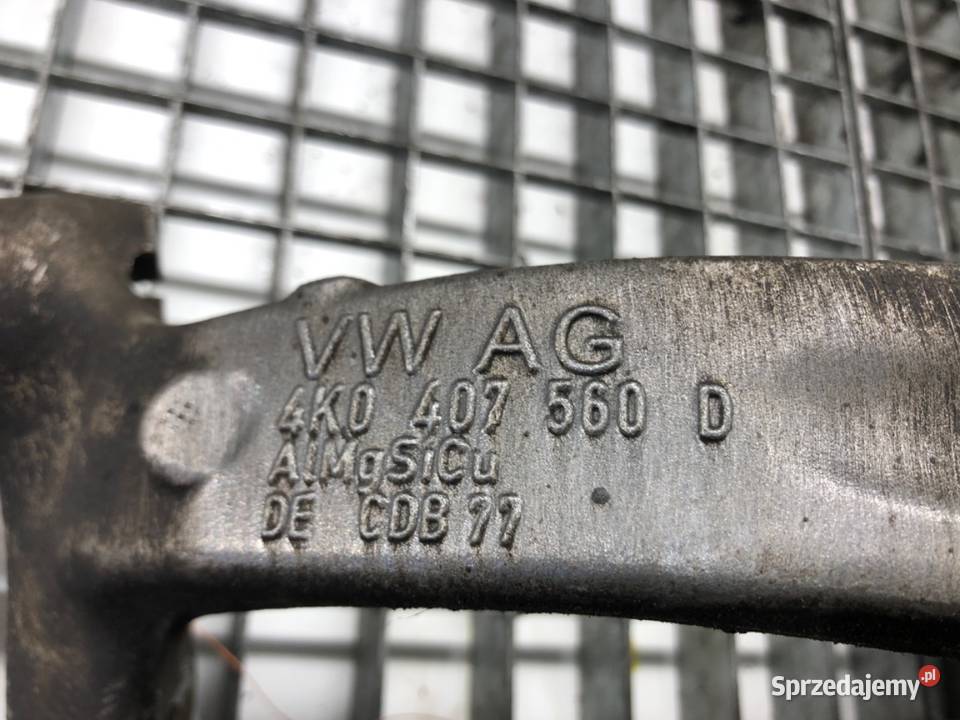 VW AG
4K0 407 560 D
AlMgSiCu
DE CDB 77
Sprzedajemy.pl